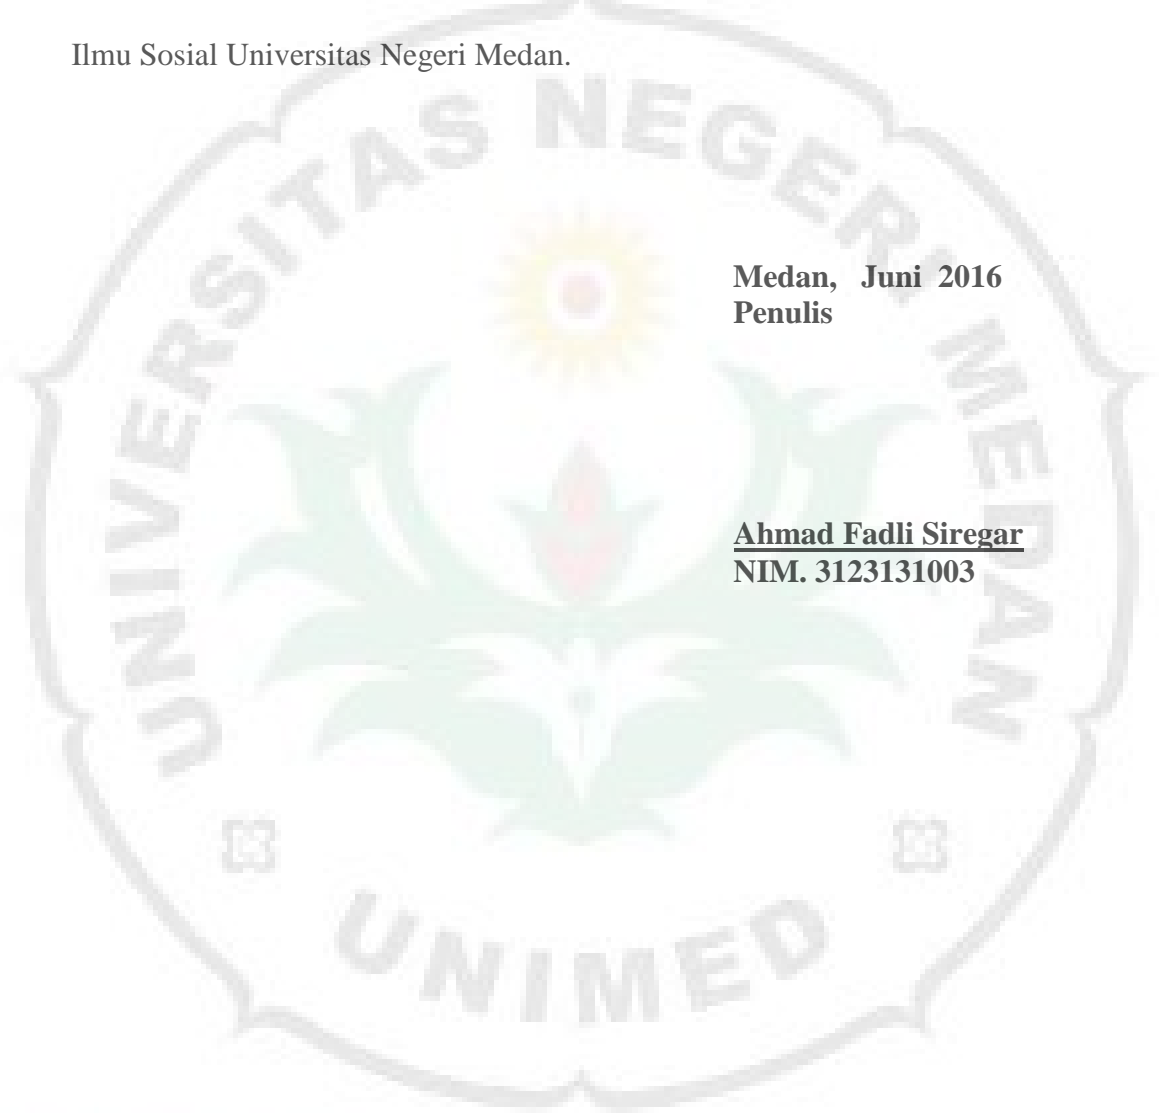 Ilmu Sosial Universitas Negeri Medan.
UNIVERSITAS NEGERI MEDAN
Medan, Juni 2016
Penulis
Ahmad Fadli Siregar
NIM. 3123131003
UNIMED